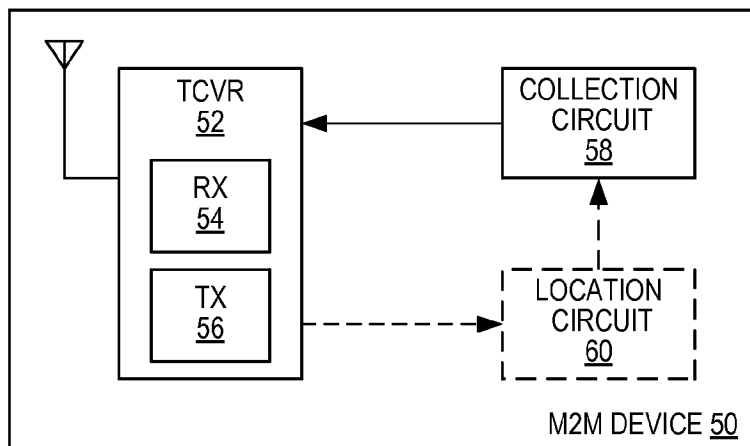 TCVR
52
RX
54
TX
56
COLLECTION
CIRCUIT
58
LOCATION
CIRCUIT
60
M2M DEVICE 50